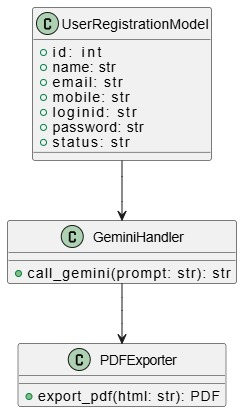 C UserRegistrationModel
id: int
name: str
email: str
mobile: str
loginid: str
password: str
status: str
C GeminiHandler
call_gemini(prompt: str): str
C PDFExporter
export_pdf(html: str): PDF